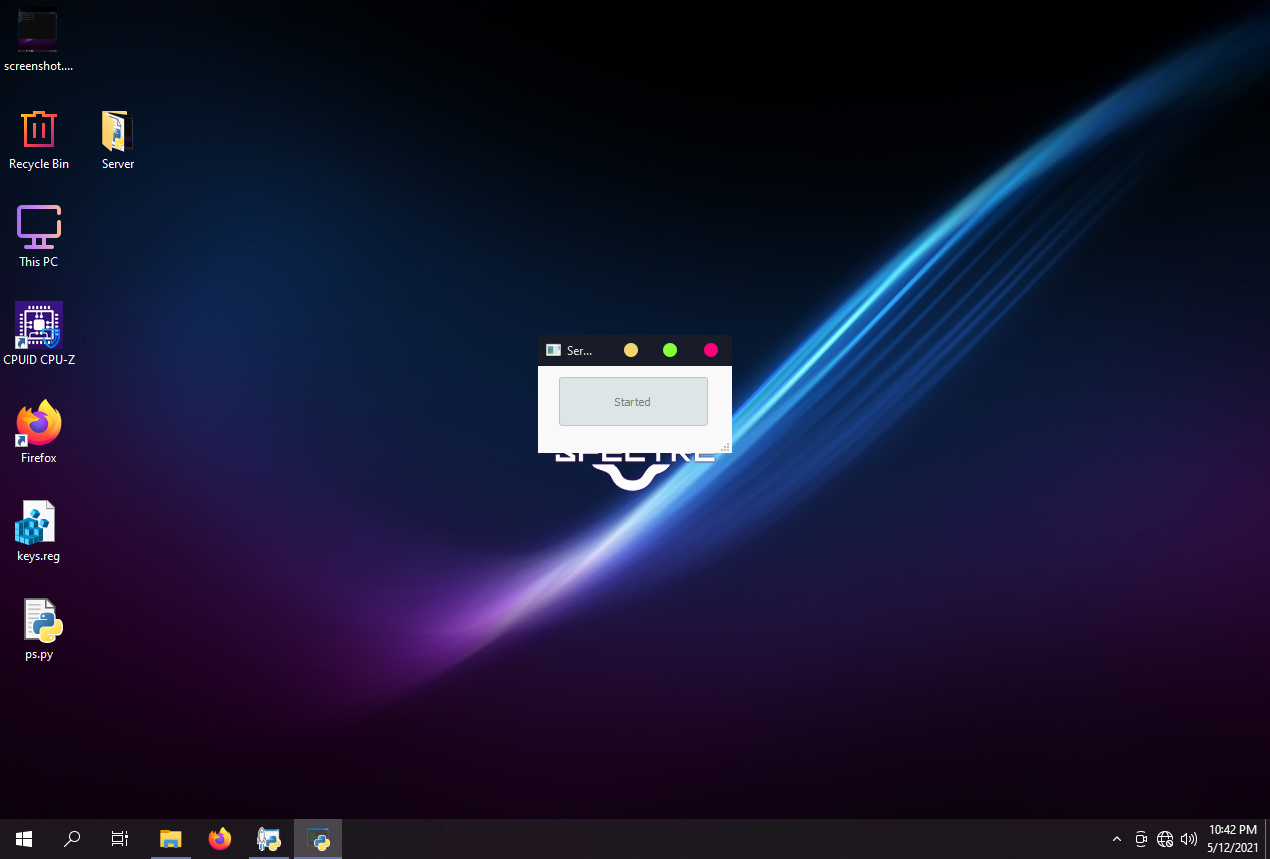 screenshot....
Recycle Bin
Server
This PC
CPUID CPU-Z
Firefox
keys.reg
ps.py
Ser...
Started
SPECTRE
10:42 PM
5/12/2021